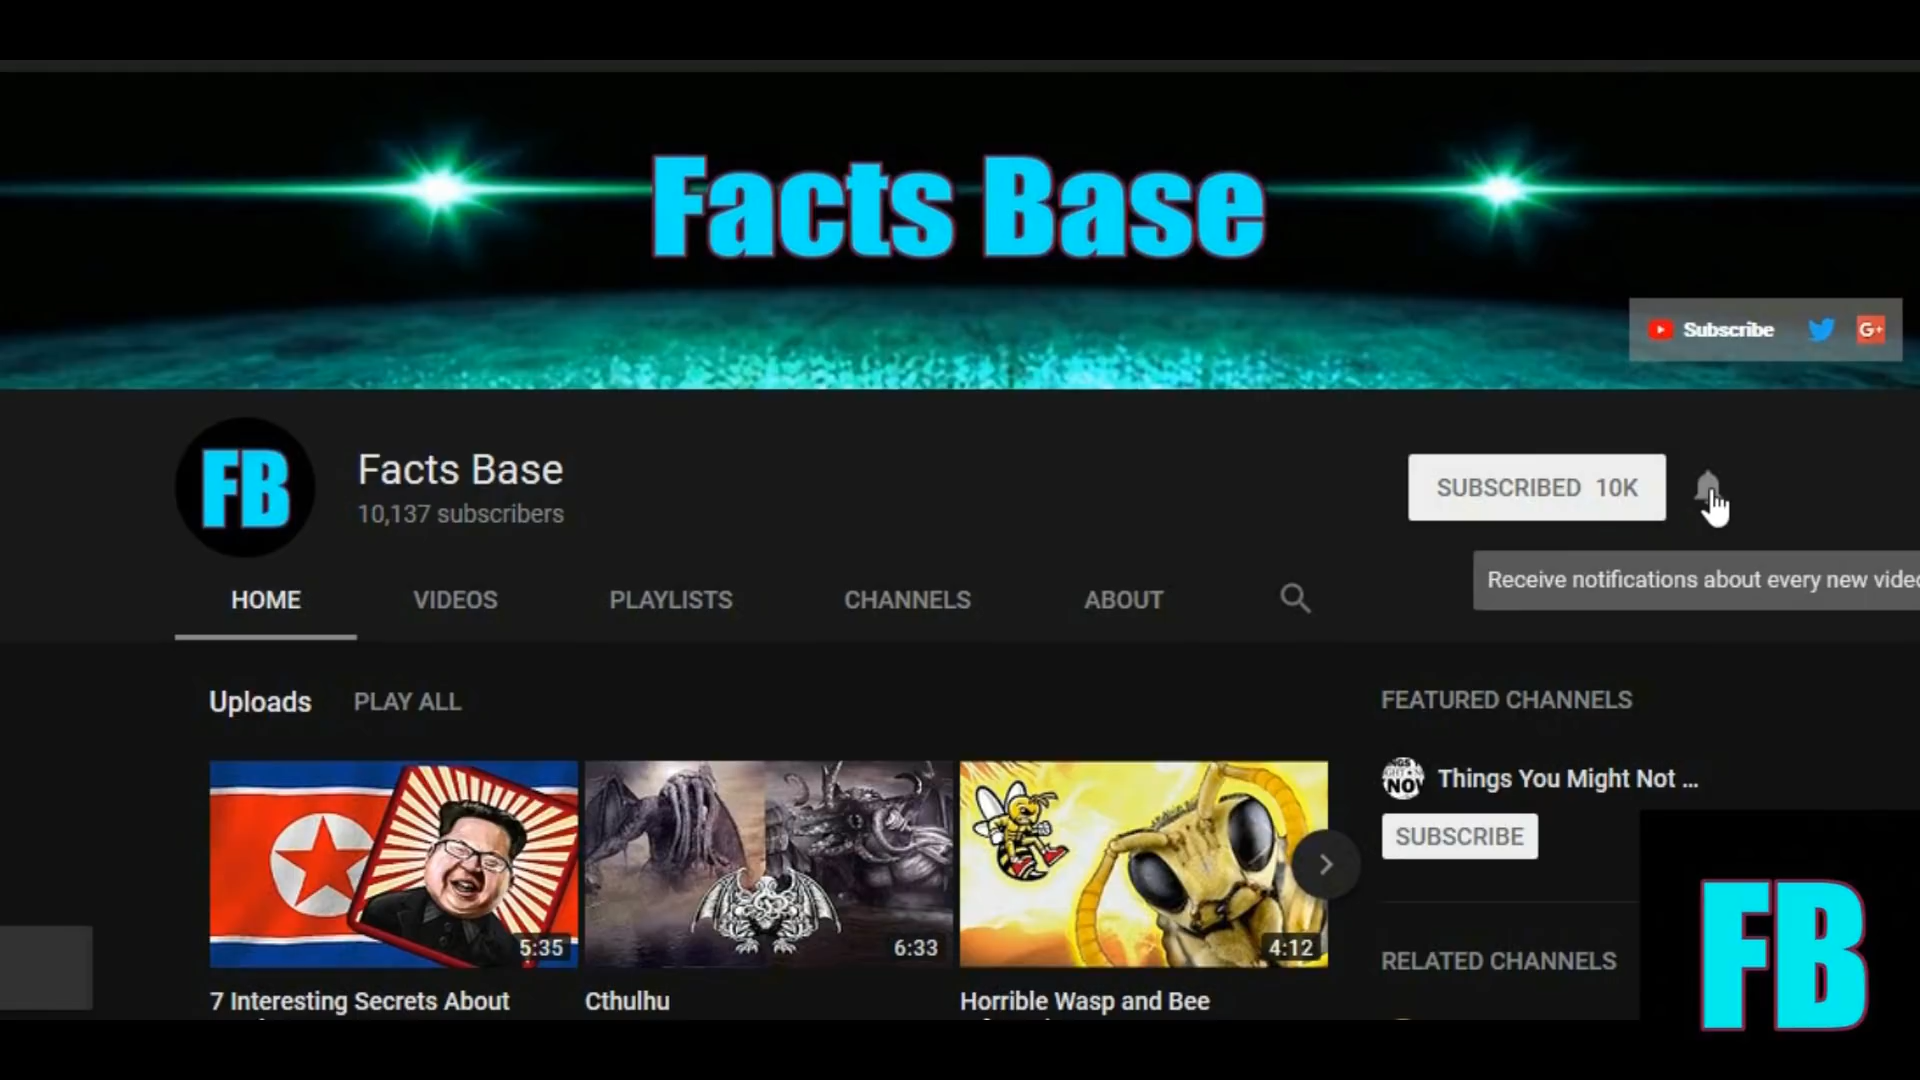 Facts Base
Subscribe
G+
FB
Facts Base
10,137 subscribers
SUBSCRIBED 10K
HOME VIDEOS PLAYLISTS CHANNELS ABOUT
Receive notifications about every new video
Uploads PLAY ALL
FEATURED CHANNELS
NOW
Things You Might Not ...
SUBSCRIBE
5:35
6:33
4:12
RELATED CHANNELS
7 Interesting Secrets About
Cthulhu
Horrible Wasp and Bee
FB